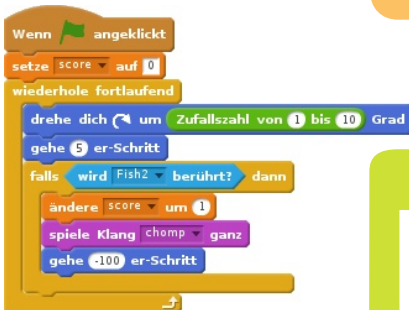 Wenn angeklickt
setze score auf 0
wiederhole fortlaufend
drehe dich um Zufallszahl von 1 bis 10 Grad
gehe 5 er-Schritt
falls wird Fish2 berührt? dann
ändere score um 1
spiele Klang chomp ganz
gehe -100 er-Schritt